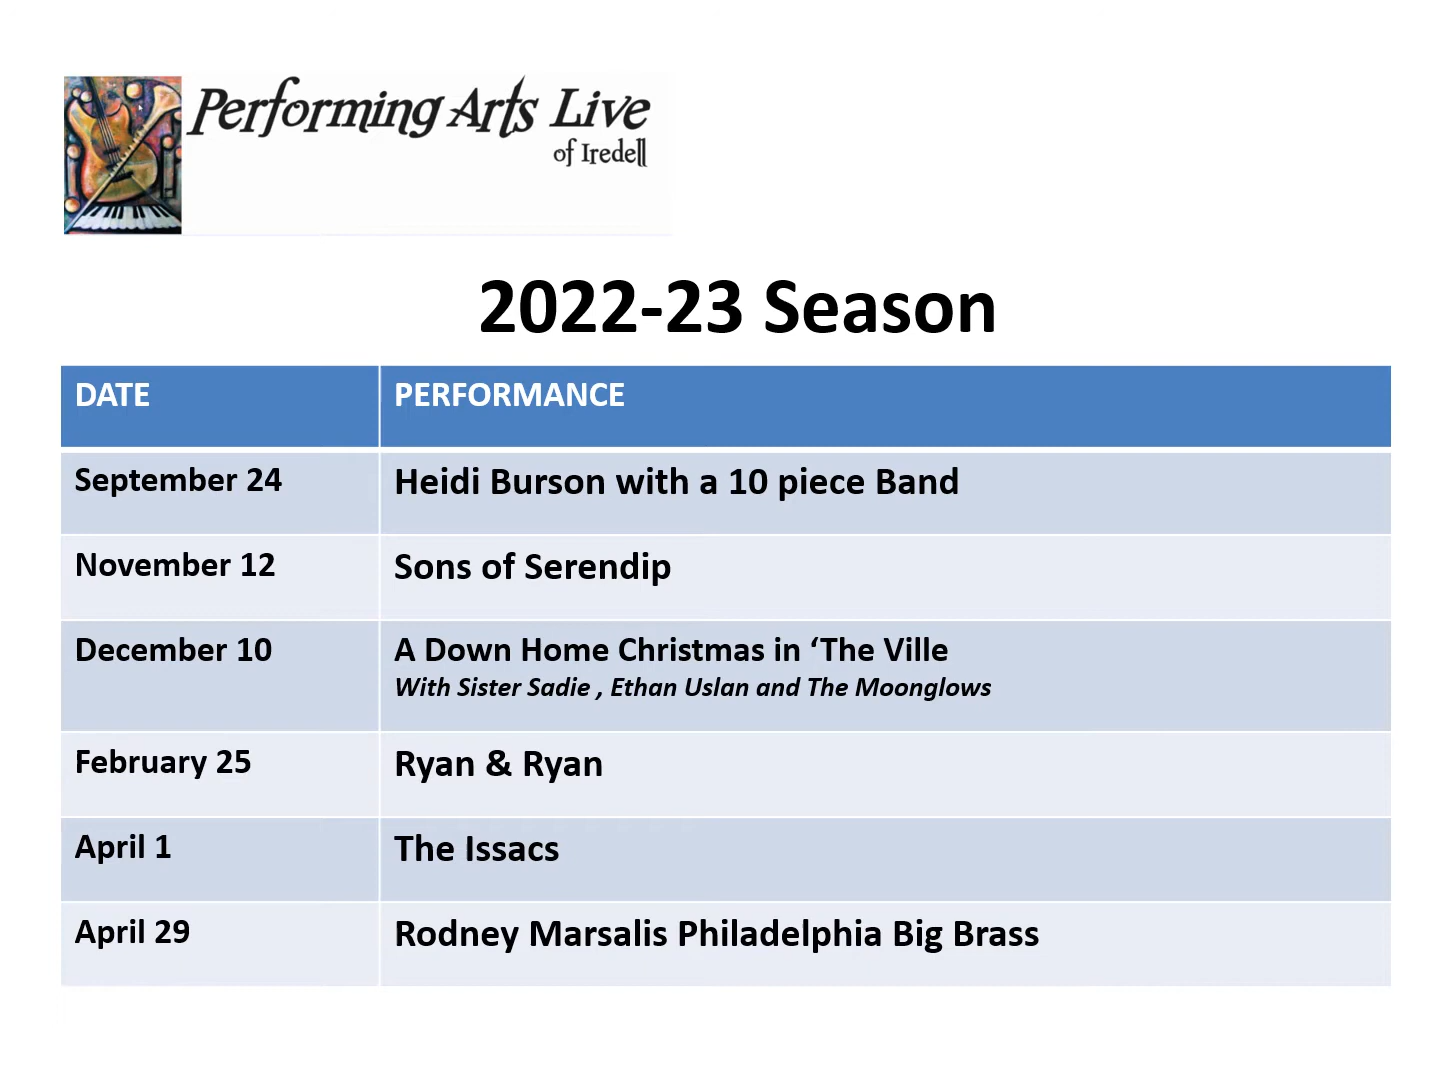 Performing Arts Live
of Iredell
2022-23 Season
DATE PERFORMANCE
September 24 Heidi Burson with a 10 piece Band
November 12 Sons of Serendip
December 10 A Down Home Christmas in ‘The Ville
With Sister Sadie , Ethan Uslan and The Moonglows
February 25 Ryan & Ryan
April 1 The Issacs
April 29 Rodney Marsalis Philadelphia Big Brass